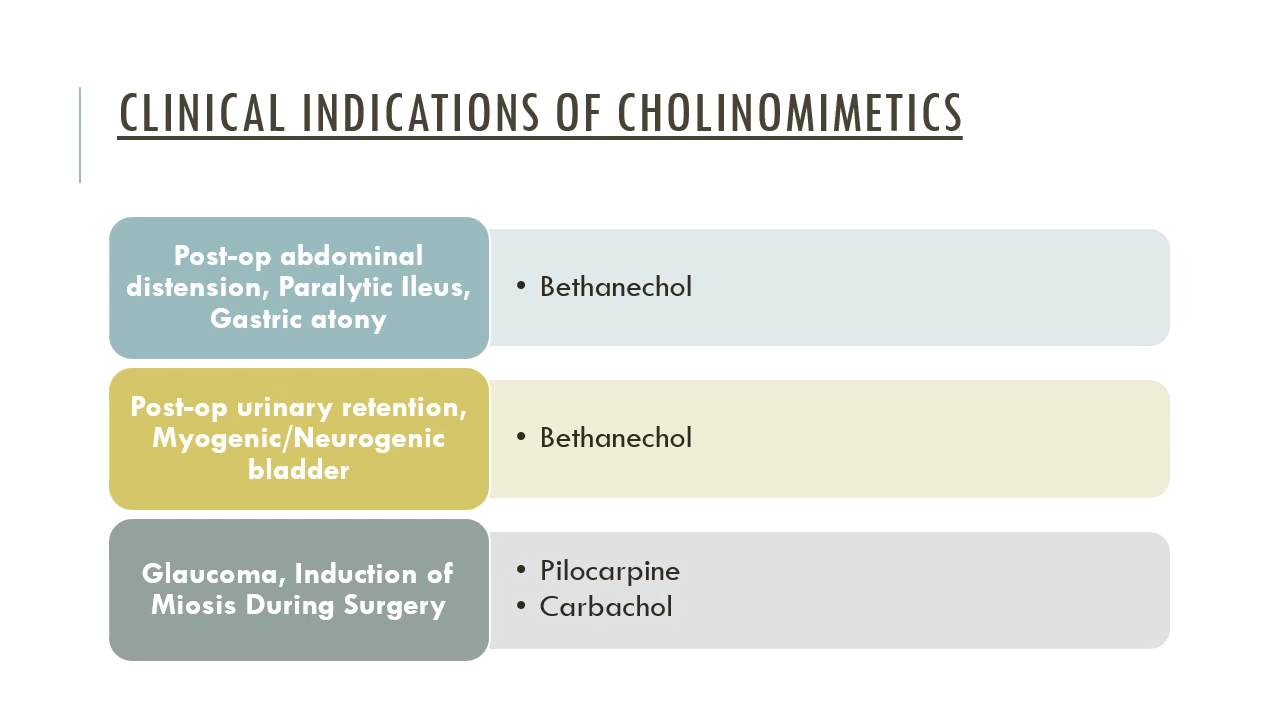 CLINICAL INDICATIONS OF CHOLINOMIMETICS
Post-op abdominal
distension, Paralytic Ileus,
Gastric atony
• Bethanechol
Post-op urinary retention,
Myogenic/Neurogenic
bladder
• Bethanechol
Glaucoma, Induction of
Miosis During Surgery
• Pilocarpine
• Carbachol